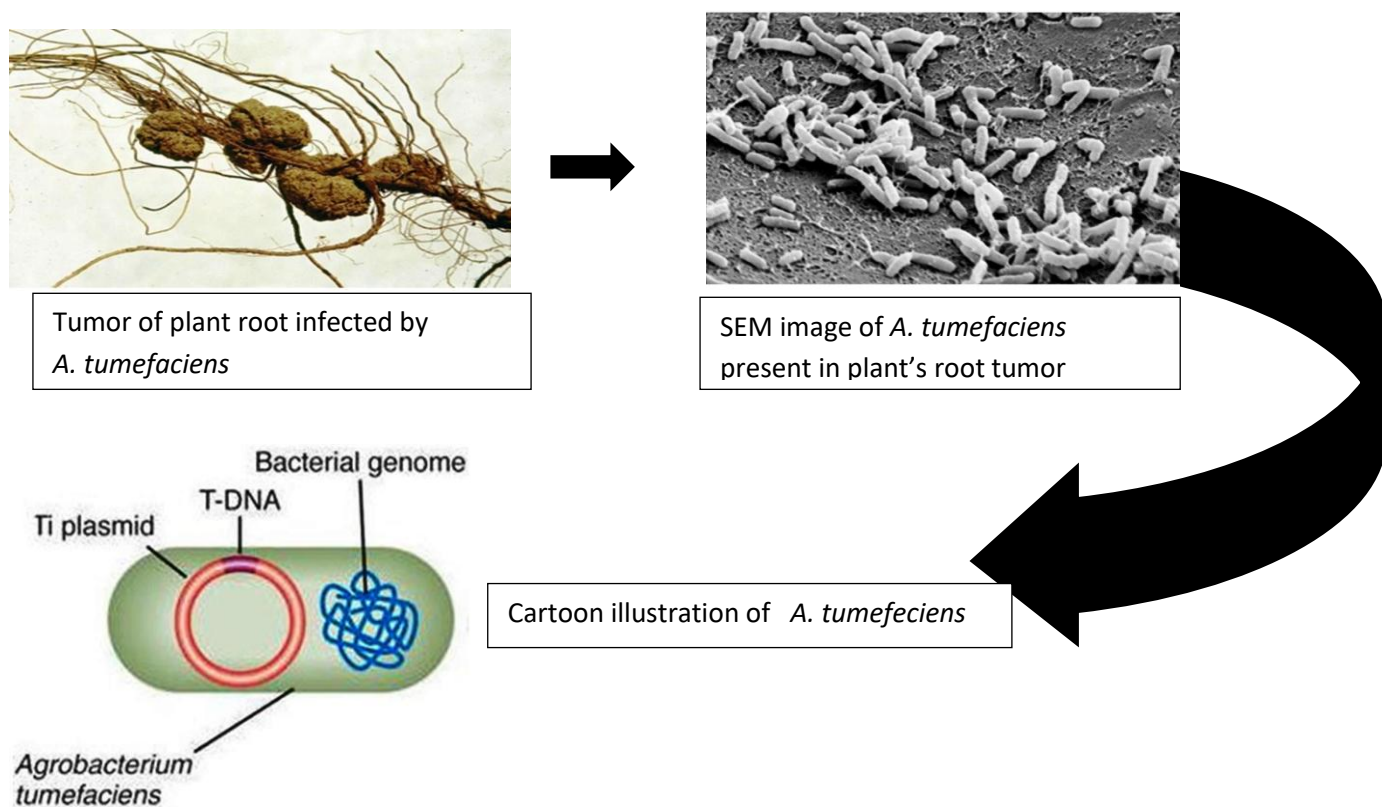 Tumor of plant root infected by
A. tumefaciens
SEM image of A. tumefaciens
present in plant's root tumor
Bacterial genome
T-DNA
Ti plasmid
Cartoon illustration of A. tumefeciens
Agrobacterium
tumefaciens